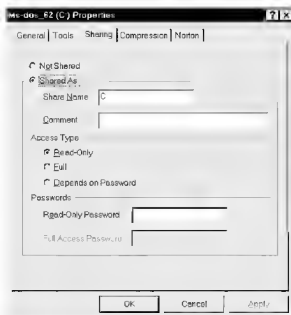 Ms-dos_62 (C:) Properties
General Tools Sharing Compression Norton
Not Shared
Shared As
Share Name C
Comment
Access Type
Read-Only
Full
Depends on Password
Passwords
Read-Only Password
Full Access Password
OK Cancel Apply